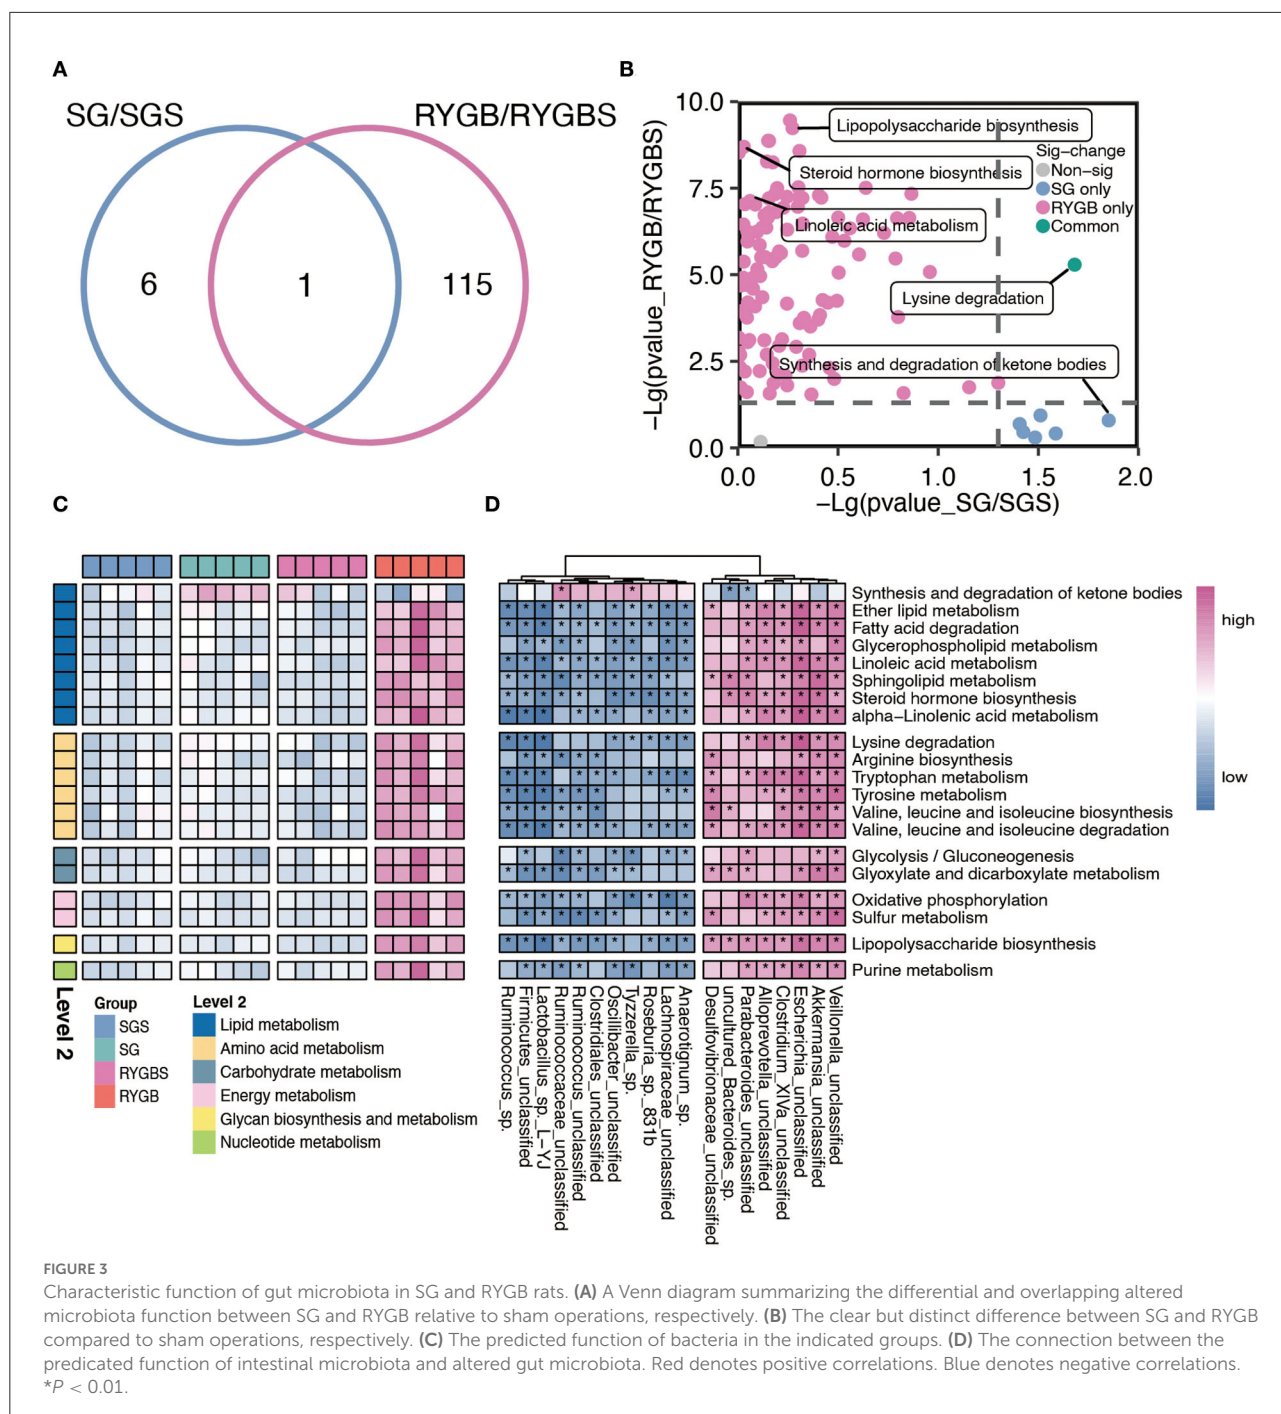 A
SG/SGS
RYGB/RYGBS
6
1
115
B
10.0
7.5
5.0
2.5
0.0
−Lg(pvalue_RYGB/RYGBS)
Lipopolysaccharide biosynthesis
Steroid hormone biosynthesis
Linoleic acid metabolism
Lysine degradation
Synthesis and degradation of ketone bodies
Sig−change
Non−sig
SG only
RYGB only
Common
0.0
0.5
1.0
1.5
2.0
−Lg(pvalue_SG/SGS)
C
Level 2
Group
SGS
SG
RYGBS
RYGB
Level 2
Lipid metabolism
Amino acid metabolism
Carbohydrate metabolism
Energy metabolism
Glycan biosynthesis and metabolism
Nucleotide metabolism
D
Synthesis and degradation of ketone bodies
Ether lipid metabolism
Fatty acid degradation
Glycerophospholipid metabolism
Linoleic acid metabolism
Sphingolipid metabolism
Steroid hormone biosynthesis
alpha−Linolenic acid metabolism
Lysine degradation
Arginine biosynthesis
Tryptophan metabolism
Tyrosine metabolism
Valine, leucine and isoleucine biosynthesis
Valine, leucine and isoleucine degradation
Glycolysis / Gluconeogenesis
Glyoxylate and dicarboxylate metabolism
Oxidative phosphorylation
Sulfur metabolism
Lipopolysaccharide biosynthesis
Purine metabolism
high
low
Ruminococcus_sp.
Firmicutes_unclassified
Lactobacillus_sp._L−YJ
Ruminococcaceae_unclassified
Ruminococcus_unclassified
Clostridiales_unclassified
Oscillibacter_unclassified
Tyzzerella_sp.
Roseburia_sp._831b
Lachnospiraceae_unclassified
Anaerotignum_sp.
Desulfovibrionaceae_unclassified
uncultured_Bacteroides_sp.
Parabacteroides_unclassified
Alloprevotella_unclassified
Clostridium_XIVa_unclassified
Escherichia_unclassified
Akkermansia_unclassified
Veillonella_unclassified
FIGURE 3
Characteristic function of gut microbiota in SG and RYGB rats. (A) A Venn diagram summarizing the differential and overlapping altered
microbiota function between SG and RYGB relative to sham operations, respectively. (B) The clear but distinct difference between SG and RYGB
compared to sham operations, respectively. (C) The predicted function of bacteria in the indicated groups. (D) The connection between the
predicated function of intestinal microbiota and altered gut microbiota. Red denotes positive correlations. Blue denotes negative correlations.
*P < 0.01.